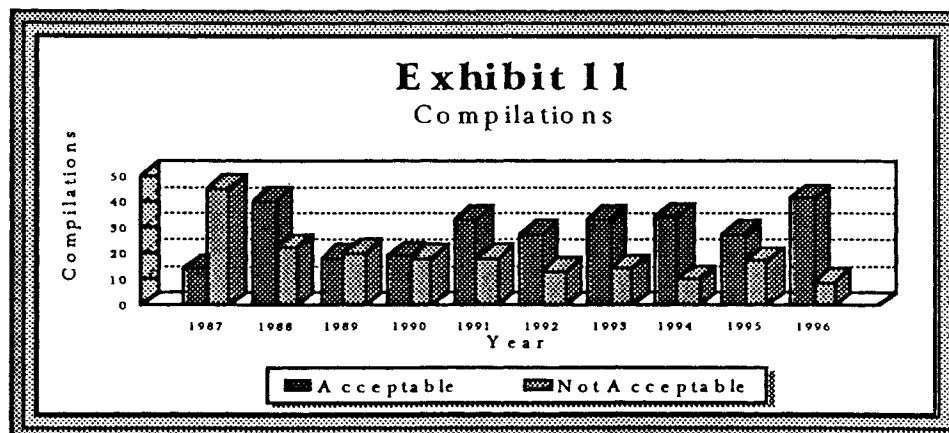 Exhibit 11
Compilations
Compilations
50
40
30
20
10
0
1987 1988 1989 1990 1991 1992 1993 1994 1995 1996
Year
Acceptable Not Acceptable